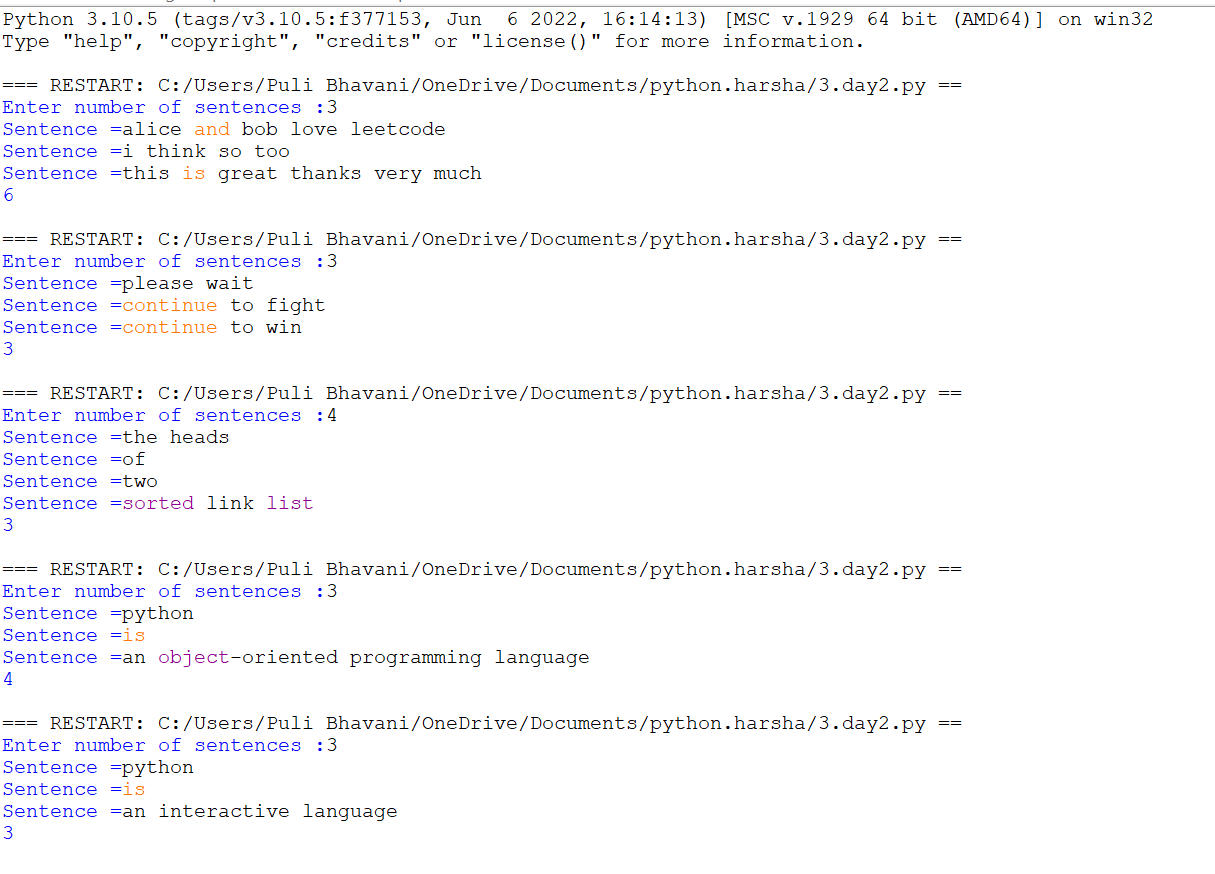 Python 3.10.5 (tags/v3.10.5:f377153, Jun  6 2022, 16:14:13) [MSC v.1929 64 bit (AMD64)] on win32
Type "help", "copyright", "credits" or "license()" for more information.
=== RESTART: C:/Users/Puli Bhavani/OneDrive/Documents/python.harsha/3.day2.py ==
Enter number of sentences :3
Sentence =alice and bob love leetcode
Sentence =i think so too
Sentence =this is great thanks very much
6
=== RESTART: C:/Users/Puli Bhavani/OneDrive/Documents/python.harsha/3.day2.py ==
Enter number of sentences :3
Sentence =please wait
Sentence =continue to fight
Sentence =continue to win
3
=== RESTART: C:/Users/Puli Bhavani/OneDrive/Documents/python.harsha/3.day2.py ==
Enter number of sentences :4
Sentence =the heads
Sentence =of
Sentence =two
Sentence =sorted link list
3
=== RESTART: C:/Users/Puli Bhavani/OneDrive/Documents/python.harsha/3.day2.py ==
Enter number of sentences :3
Sentence =python
Sentence =is
Sentence =an object-oriented programming language
4
=== RESTART: C:/Users/Puli Bhavani/OneDrive/Documents/python.harsha/3.day2.py ==
Enter number of sentences :3
Sentence =python
Sentence =is
Sentence =an interactive language
3